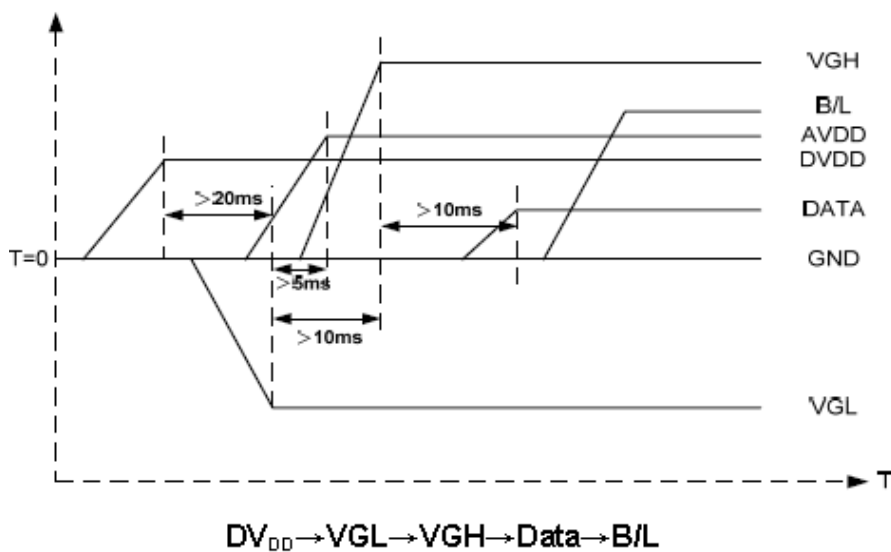 VGH
B/L
AVDD
DVDD
>20ms
>10ms
DATA
T=0
GND
>5ms
>10ms
VGL
T
DVDD→VGL→VGH→Data→B/L